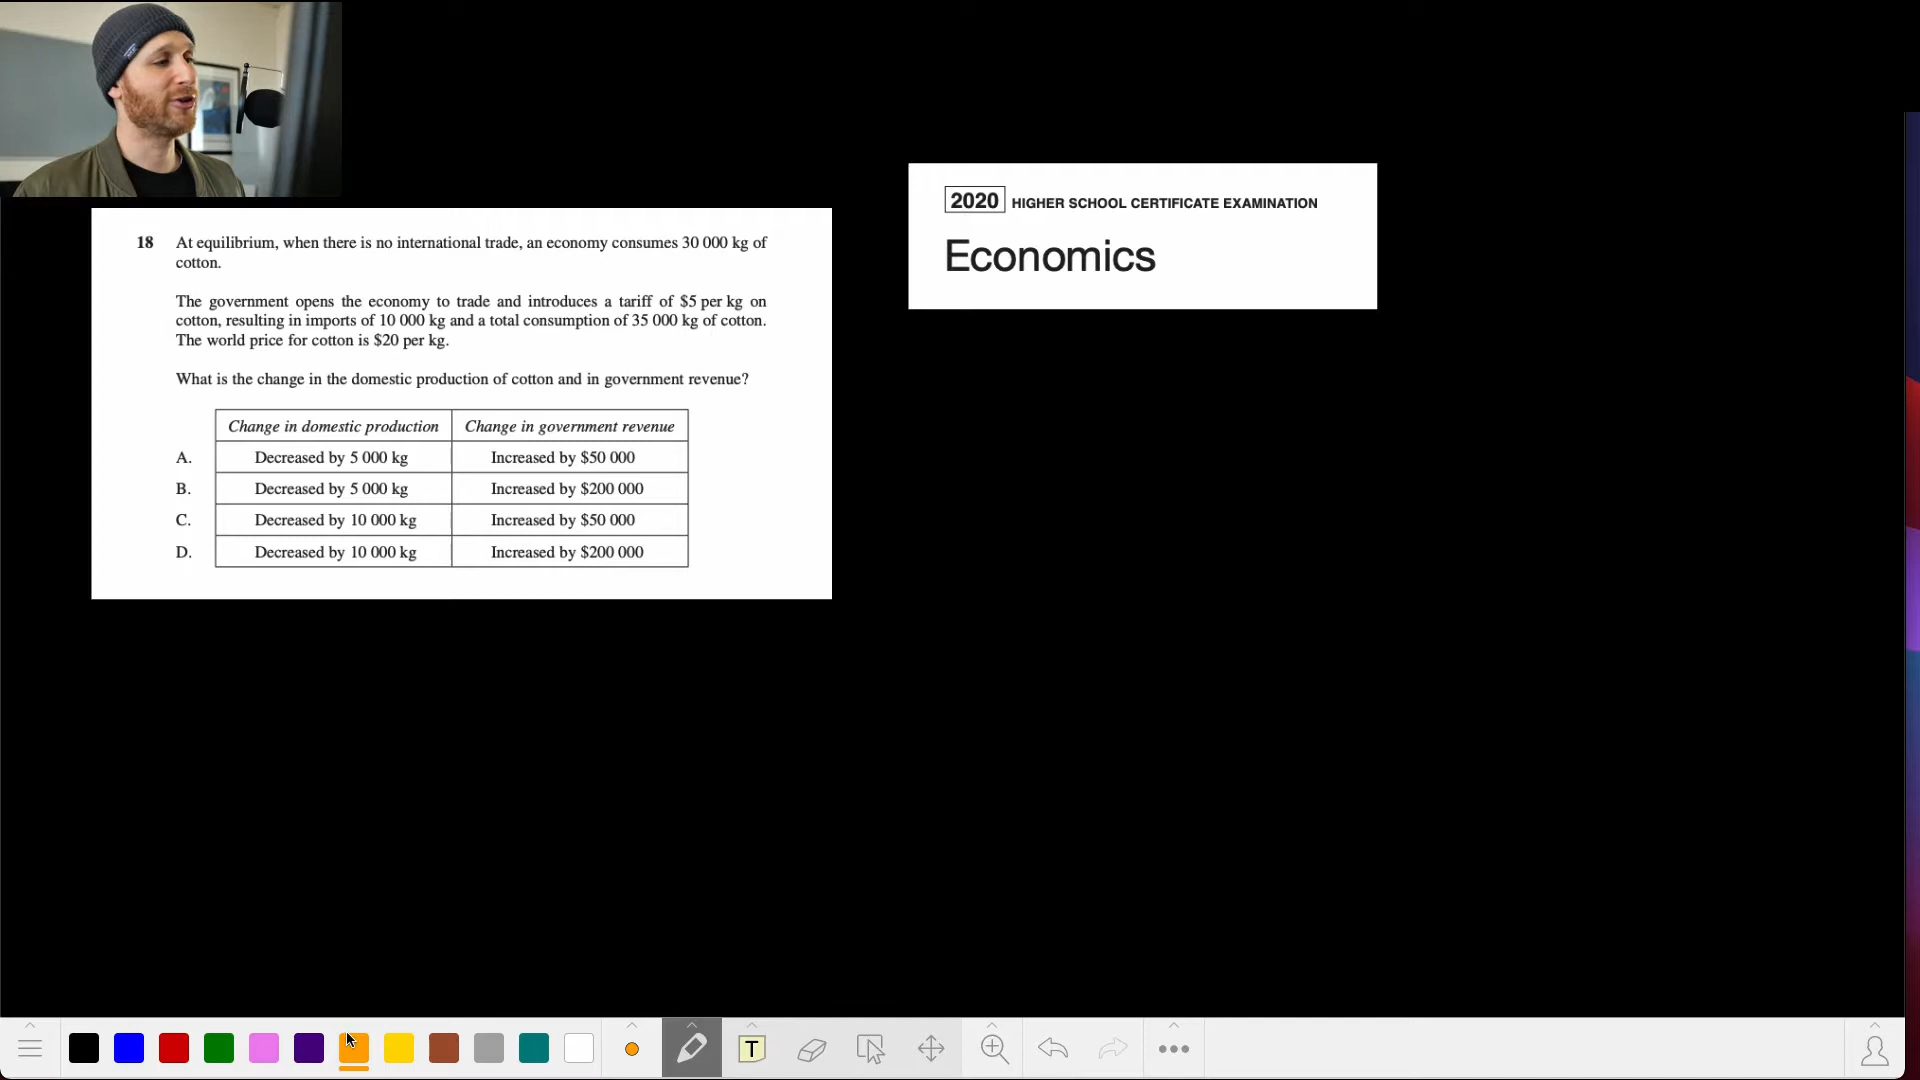 2020 HIGHER SCHOOL CERTIFICATE EXAMINATION
Economics
18 At equilibrium, when there is no international trade, an economy consumes 30 000 kg of
cotton.
The government opens the economy to trade and introduces a tariff of $5 per kg on
cotton, resulting in imports of 10 000 kg and a total consumption of 35 000 kg of cotton.
The world price for cotton is $20 per kg.
What is the change in the domestic production of cotton and in government revenue?
Change in domestic production Change in government revenue
A. Decreased by 5 000 kg Increased by $50 000
B. Decreased by 5 000 kg Increased by $200 000
C. Decreased by 10 000 kg Increased by $50 000
D. Decreased by 10 000 kg Increased by $200 000
T